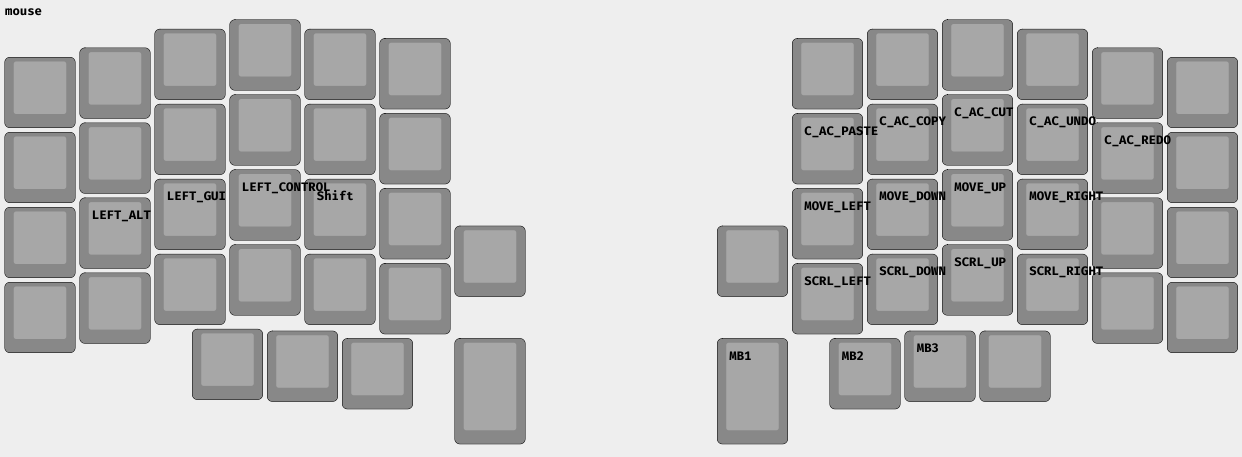 mouse
C_AC_PASTE
C_AC_COPY
C_AC_CUT
C_AC_UNDO
C_AC_REDO
LEFT_ALT
LEFT_GUI
LEFT_CONTROL
Shift
MOVE_LEFT
MOVE_DOWN
MOVE_UP
MOVE_RIGHT
SCRL_LEFT
SCRL_DOWN
SCRL_UP
SCRL_RIGHT
MB1
MB2
MB3